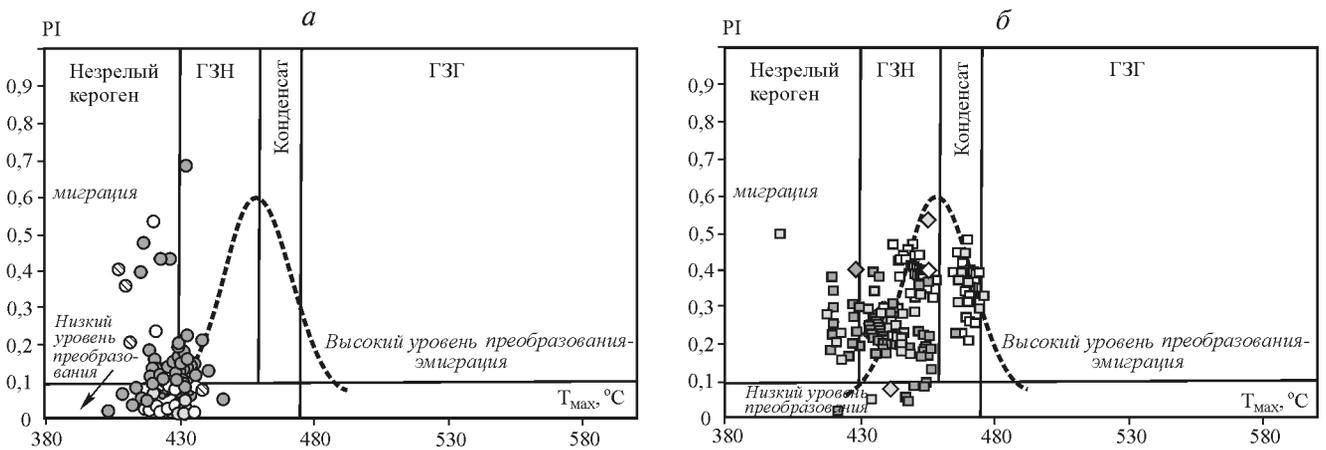 а
PI
Незрелый
кероген
ГЗН
Конденсат
ГЗГ
0,9
0,8
0,7
0,6
0,5
0,4
0,3
0,2
0,1
0
миграция
Низкий
уровень
преобразо-
вания
Высокий уровень преобразования-
эмиграция
Tмах, °C
380 430 480 530 580
б
PI
Незрелый
кероген
ГЗН
Конденсат
ГЗГ
0,9
0,8
0,7
0,6
0,5
0,4
0,3
0,2
0,1
0
миграция
Высокий уровень преобразования-
эмиграция
Низкий уровень
преобразования
Tмах, °C
380 430 480 530 580